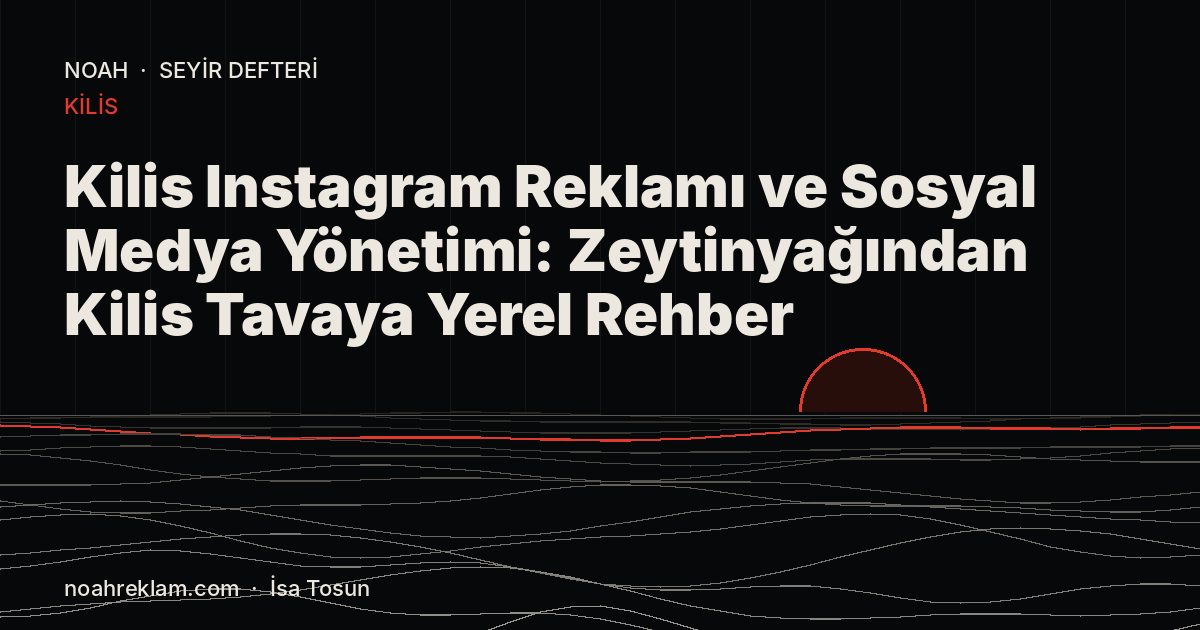 NOAH · SEYİR DEFTERİ
KİLİS
Kilis Instagram Reklamı ve Sosyal
Medya Yönetimi: Zeytinyağından
Kilis Tavaya Yerel Rehber
noahreklam.com · İsa Tosun